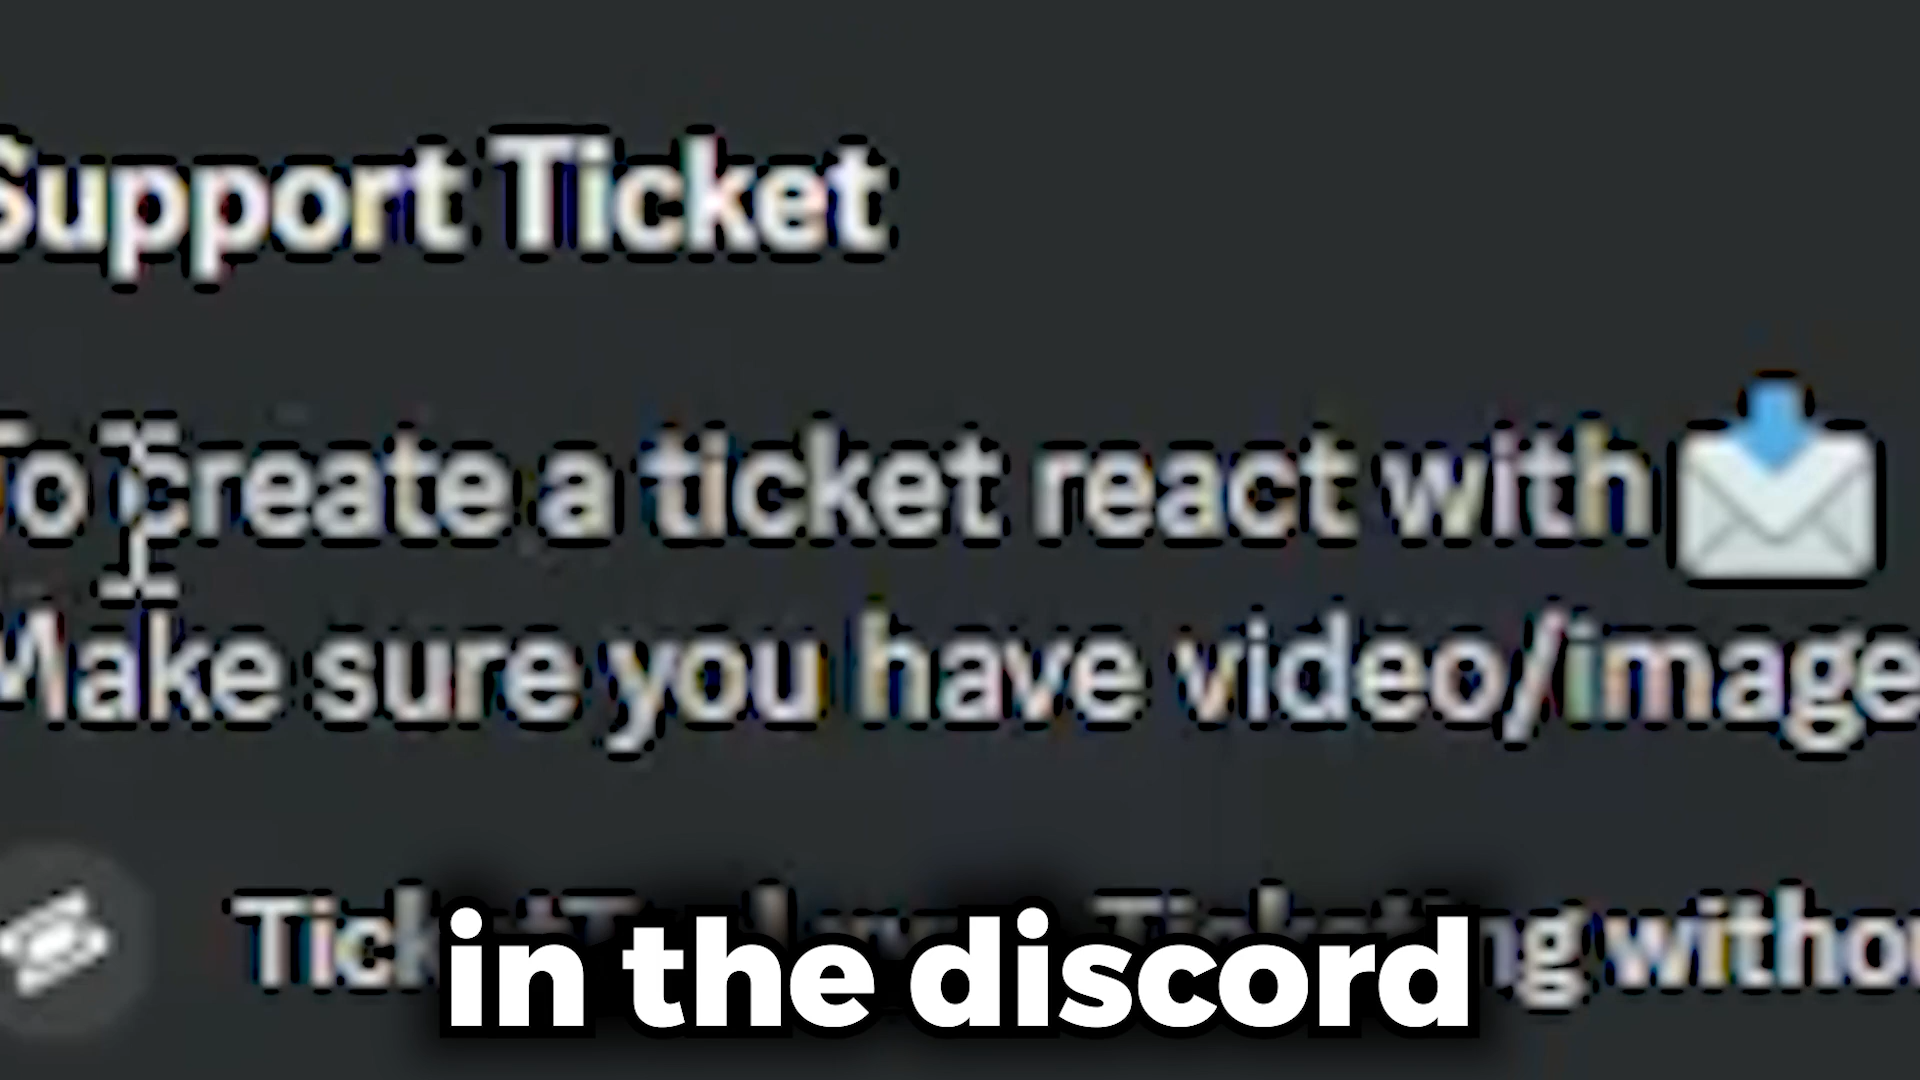 Support Ticket
To create a ticket react with
Make sure you have video/image
in the discord